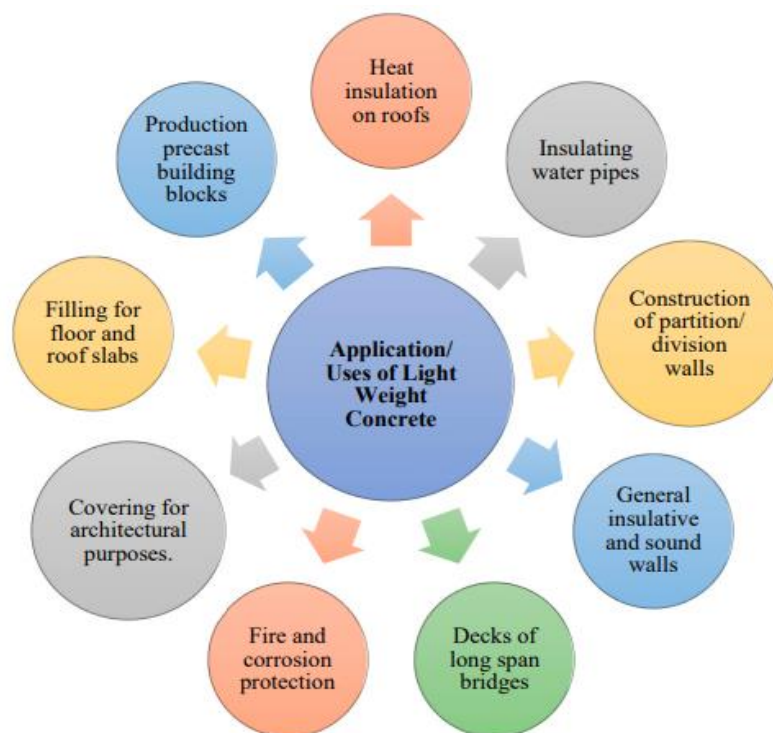 Heat
insulation
on roofs
Insulating
water pipes
Construction
of partition/
division
walls
General
insulative
and sound
walls
Decks of
long span
bridges
Fire and
corrosion
protection
Covering for
architectural
purposes.
Filling for
floor and
roof slabs
Production
precast
building
blocks
Application/
Uses of Light
Weight
Concrete